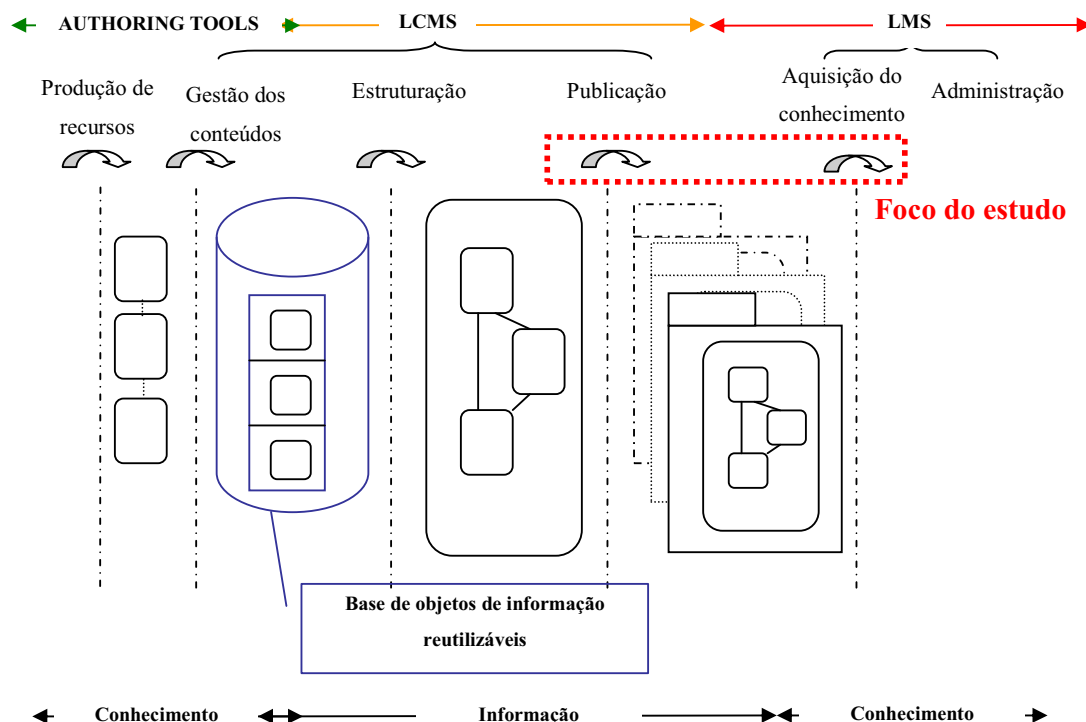 AUTHORING TOOLS
LCMS
LMS
Produção de
recursos
Gestão dos
conteúdos
Estruturação
Publicação
Aquisição do
conhecimento
Administração
Foco do estudo
Base de objetos de informação
reutilizáveis
Conhecimento
Informação
Conhecimento